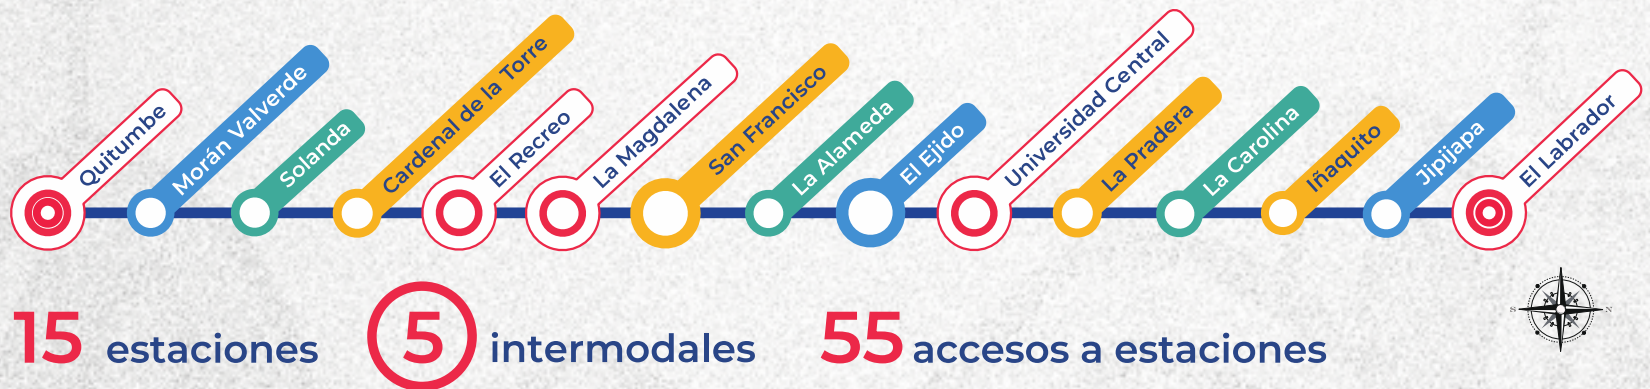 Quitumbe
Morán Valverde
Solanda
Cardenal de la Torre
El Recreo
La Magdalena
San Francisco
La Alameda
El Ejido
Universidad Central
La Pradera
La Carolina
Iñaquito
Jipijapa
El Labrador
15 estaciones
5 intermodales
55 accesos a estaciones
S
N